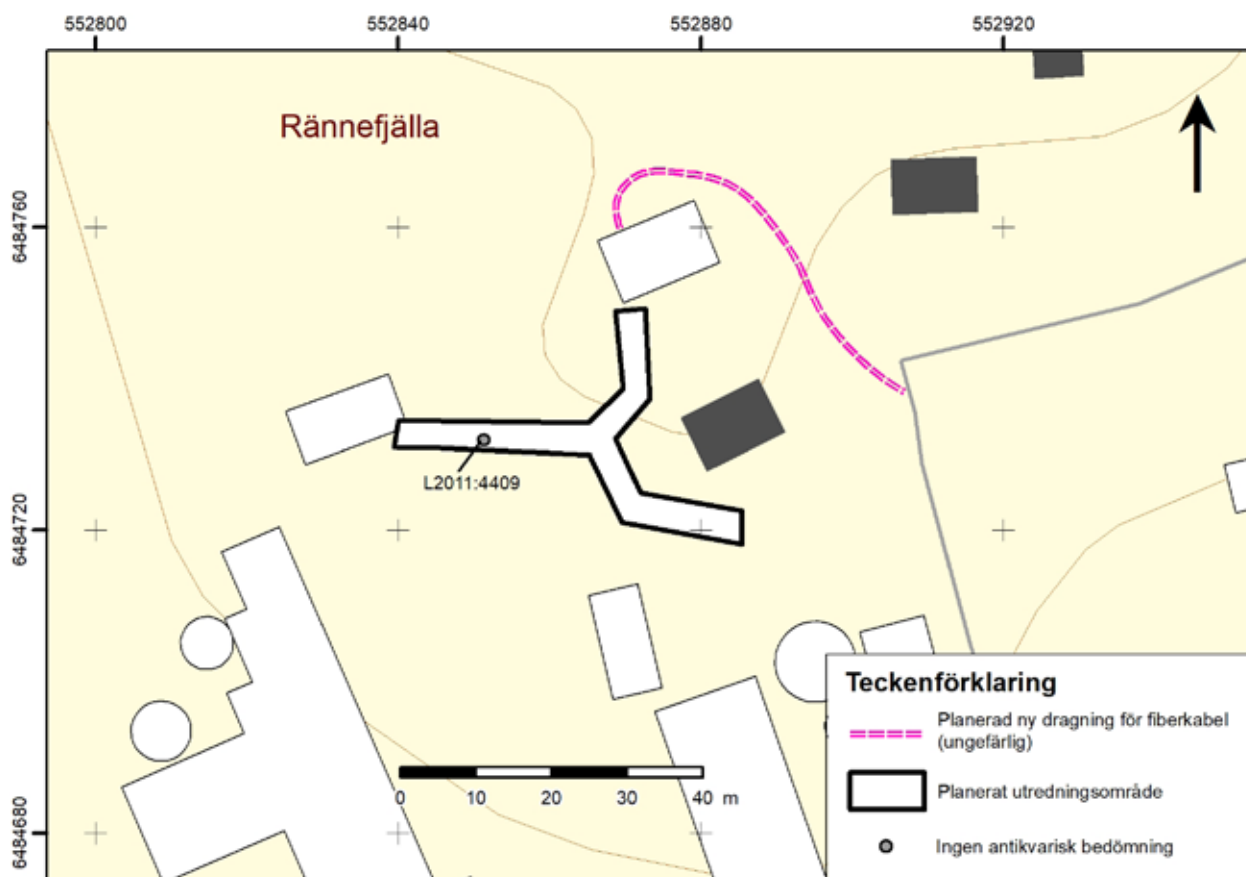 552800
552840
552880
552920
Rännefjälla
6484760
L2011:4409
6484720
6484680
0
10
20
30
40
m
Teckenförklaring
Planerad ny dragning för fiberkabel
(ungefärlig)
Planerat utredningsområde
Ingen antikvarisk bedömning